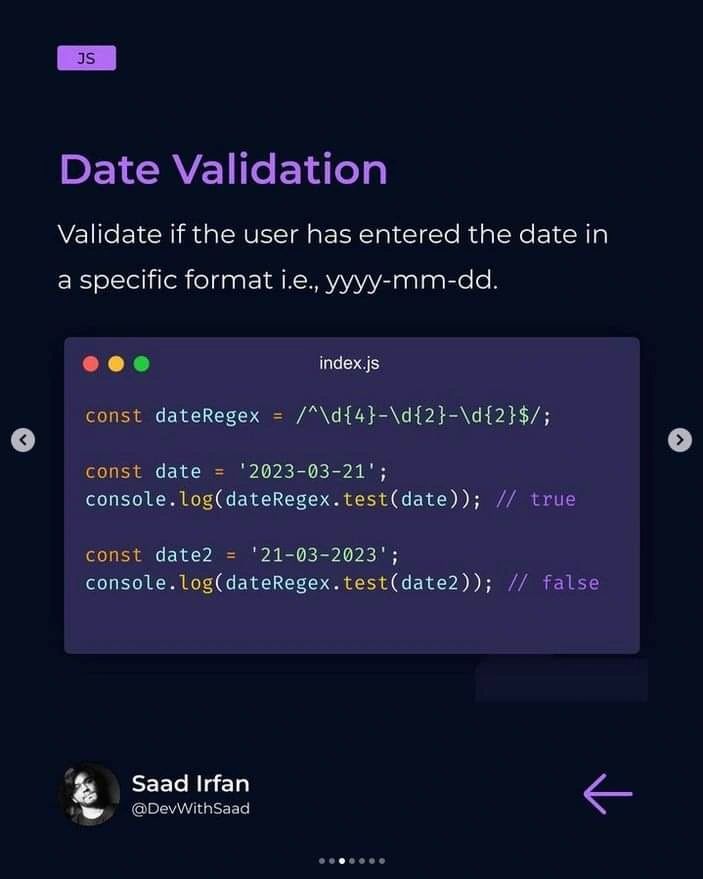 JS
Date Validation
Validate if the user has entered the date in
a specific format i.e., yyyy-mm-dd.
index.js
const dateRegex = /^\d{4}-\d{2}-\d{2}$/;
const date = '2023-03-21';
console.log(dateRegex.test(date)); // true
const date2 = '21-03-2023';
console.log(dateRegex.test(date2)); // false
Saad Irfan
@DevWithSaad